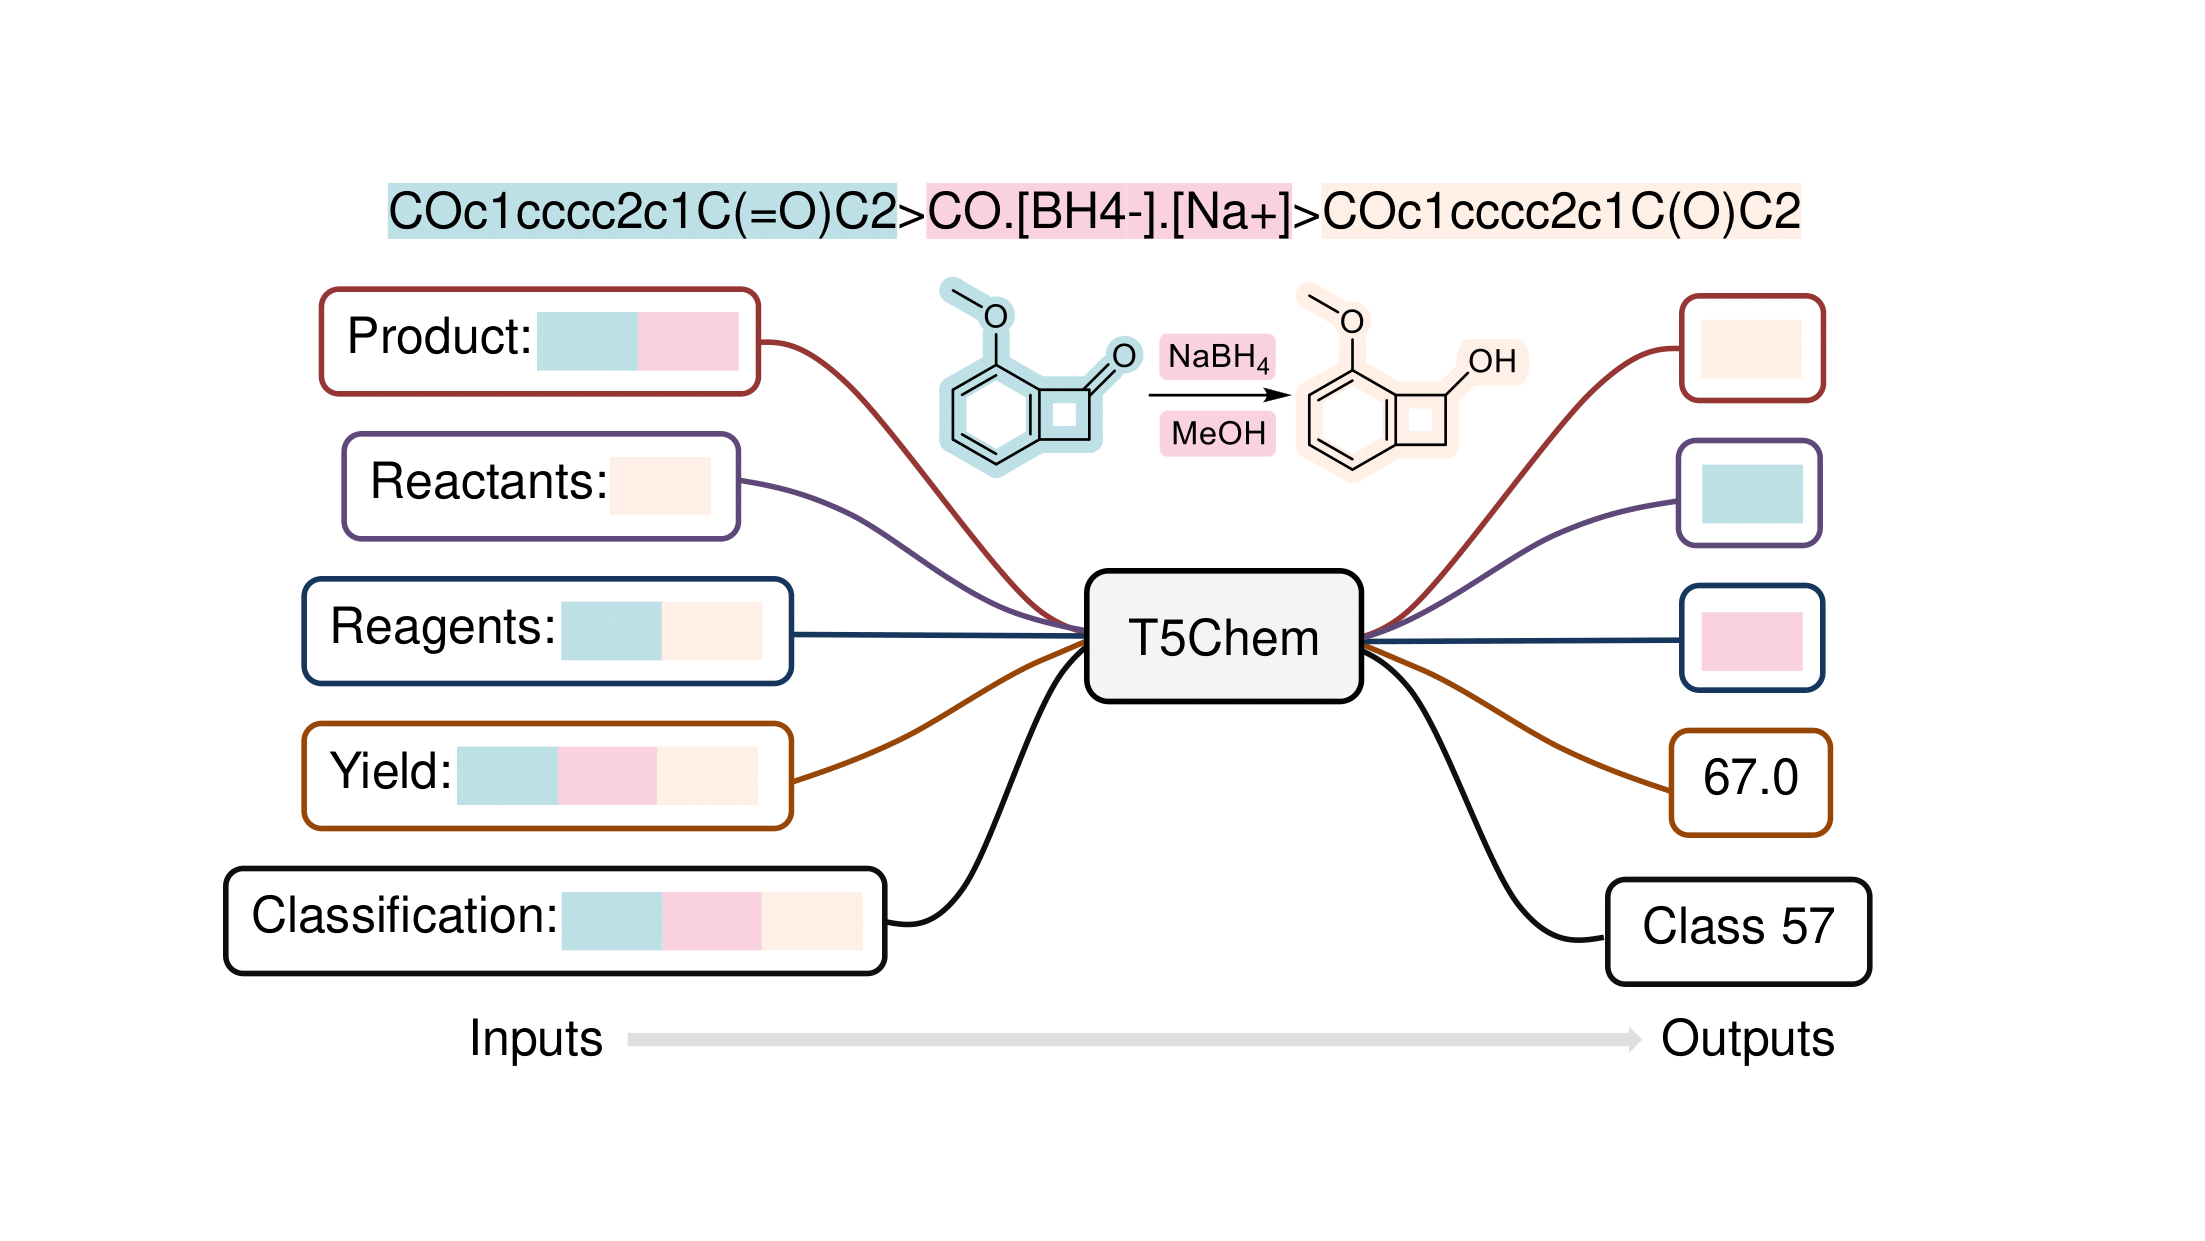 COc1cccc2c1C(=O)C2>CO.[BH4-].[Na+]>COc1cccc2c1C(O)C2
Product:
Reactants:
Reagents:
Yield:
Classification:
O
O
NaBH4
MeOH
O
OH
T5Chem
67.0
Class 57
Inputs
Outputs